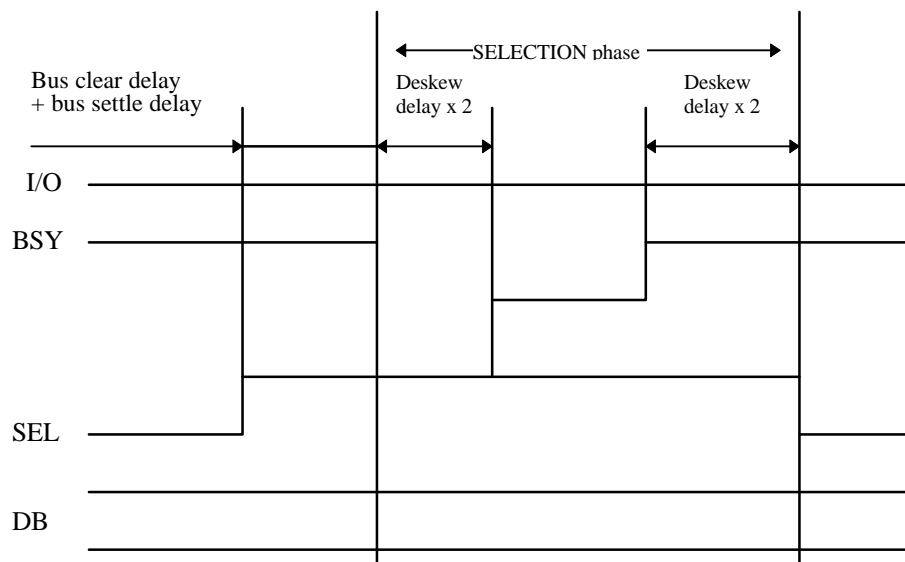 SELECTION phase
Bus clear delay
+ bus settle delay
Deskew
delay x 2
Deskew
delay x 2
I/O
BSY
SEL
DB